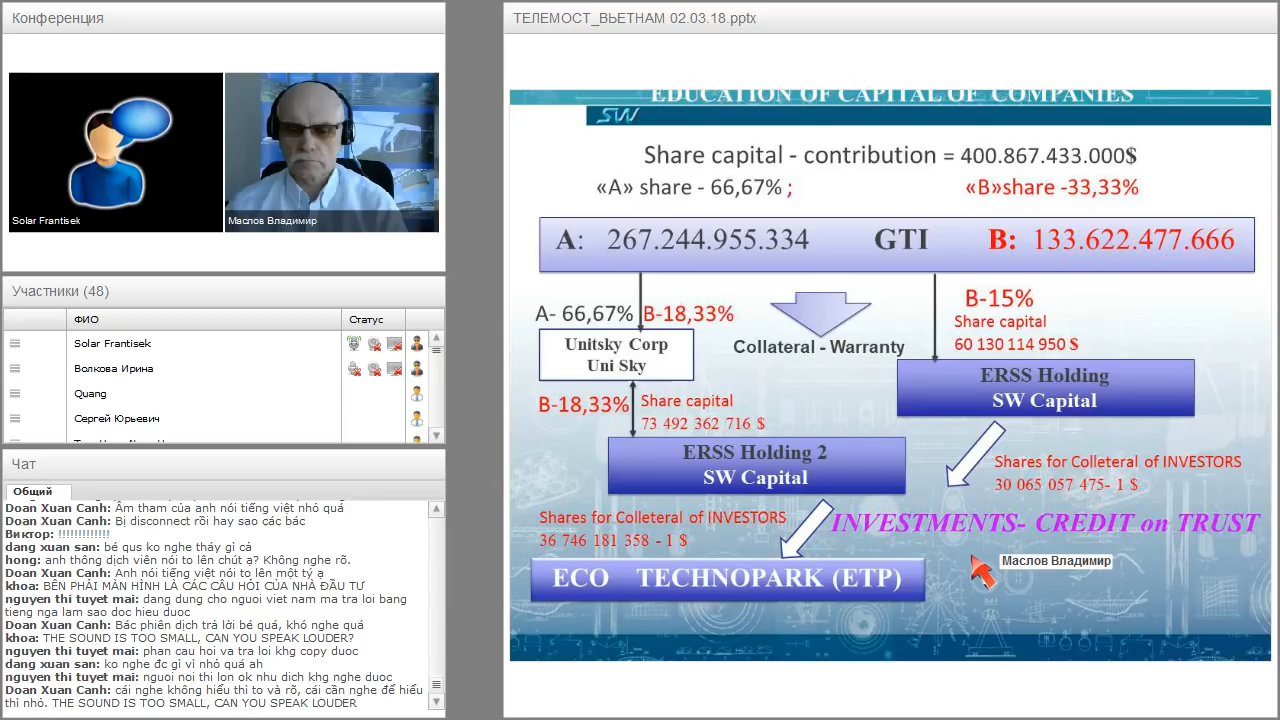 Конференция
Solar Frantisek
Маслов Владимир
Участники (48)
ФИО
Статус
Solar Frantisek
Волкова Ирина
Quang
Сергей Юрьевич
Чат
Общий
Doan Xuan Canh: Âm tham của anh nói tiếng việt nhỏ quá
Doan Xuan Canh: Bị disconnect rồi hay sao các bác
Виктор: !!!!!!!!!!!!!
dang xuan san: bé qus ko nghe tháy gì cả
hong: anh thông dịch viên nói to lên chút ạ? Không nghe rõ.
Doan Xuan Canh: Anh nói tiếng việt nói to lên một tý ạ
khoa: BÊN PHẢI MÀN HÌNH LÀ CÁC CÂU HỎI CỦA NHÀ ĐẦU TƯ
nguyen thi tuyet mai: dang dung cho nguoi viet nam ma tra loi bang
tieng nga lam sao doc hieu duoc
Doan Xuan Canh: Bác phiên dịch trả lời bé quá, khó nghe quá
khoa: THE SOUND IS TOO SMALL, CAN YOU SPEAK LOUDER?
nguyen thi tuyet mai: phan cau hoi va tra loi khg copy duoc
dang xuan san: ko nghe đc gì vì nhỏ quá ah
nguyen thi tuyet mai: nguoi noi thi lon ok nhu dich khg nghe duoc
Doan Xuan Canh: cái nghe không hiểu thì to và rõ, cái cần nghe để hiểu
thì nhỏ. THE SOUND IS TOO SMALL, CAN YOU SPEAK LOUDER
ТЕЛЕМОСТ_ВЬЕТНАМ 02.03.18.pptx
EDUCATION OF CAPITAL OF COMPANIES
SW
Share capital - contribution = 400.867.433.000$
«A» share - 66,67% ;
«B»share -33,33%
A: 267.244.955.334 GTI B: 133.622.477.666
A- 66,67%
B-18,33%
Collateral - Warranty
B-15%
Share capital
60 130 114 950 $
Unitsky Corp
Uni Sky
ERSS Holding
SW Capital
B-18,33%
Share capital
73 492 362 716 $
ERSS Holding 2
SW Capital
Shares for Colleteral of INVESTORS
30 065 057 475- 1 $
Shares for Colleteral of INVESTORS
36 746 181 358 - 1 $
INVESTMENTS- CREDIT on TRUST
Маслов Владимир
ECO TECHNOPARK (ETP)